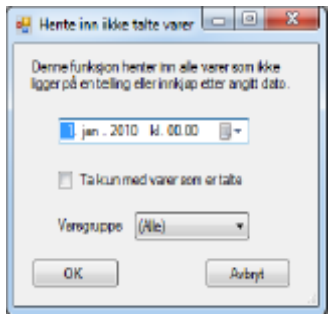 Hente inn ikke talte varer
Denne funksjon henter inn alle varer som ikke
ligger på en telling eller innkjøp etter angitt dato.
1. jan . 2010 kl. 00.00
Ta kun med varer som er talte
Varegruppe (Alle)
OK Avbryt